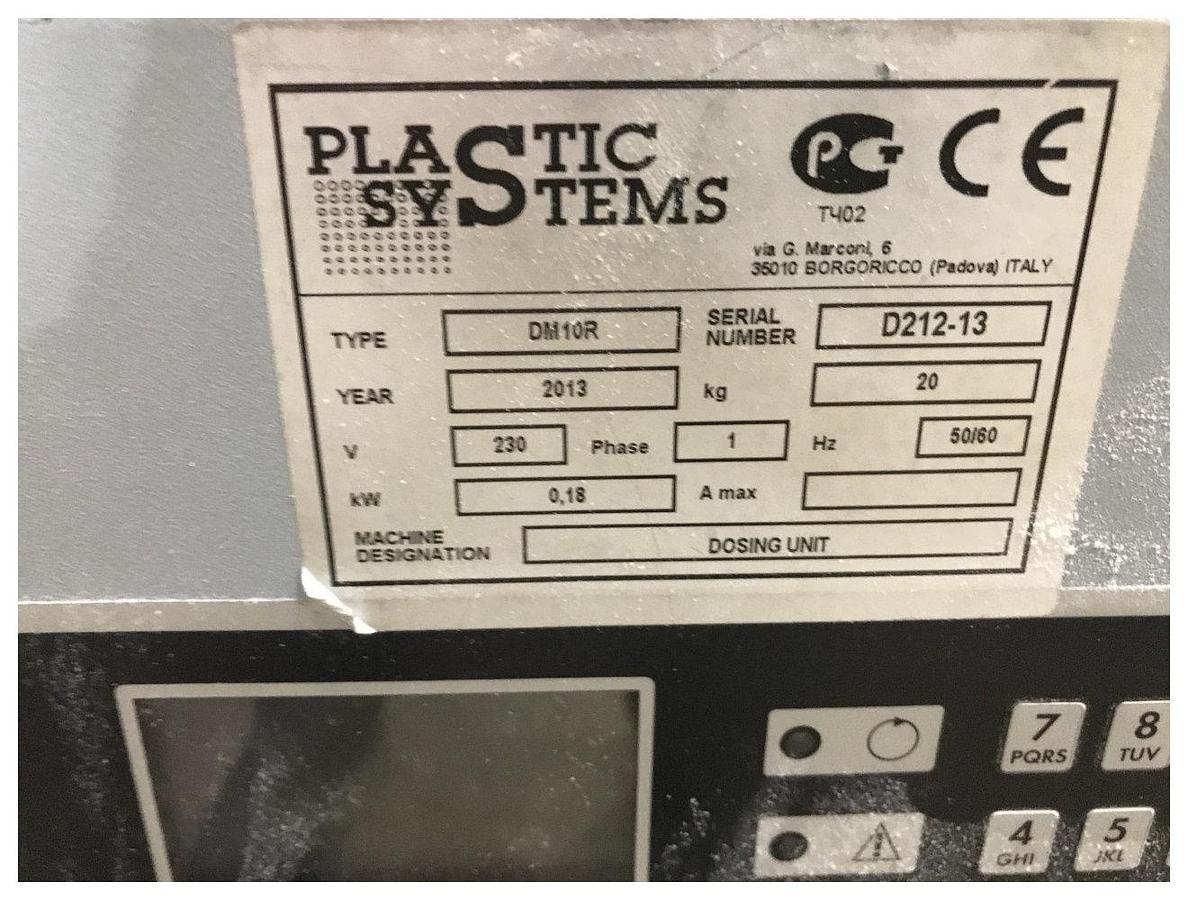 PLASTIC
SYSTEMS
PCT CE
TЧ02
via G. Marconi, 6
35010 BORGORICCO (Padova) ITALY
TYPE DM10R SERIAL NUMBER D212-13
YEAR 2013 kg 20
V 230 Phase 1 Hz 50/60
kW 0,18 A max
MACHINE DESIGNATION DOSING UNIT
7 8
PQRS TUV
4 5
GHI JKL